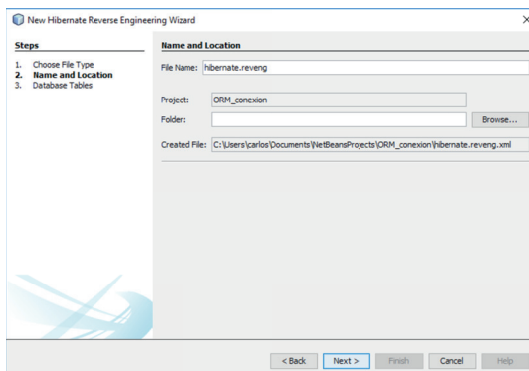 New Hibernate Reverse Engineering Wizard
Steps
1. Choose File Type
2. Name and Location
3. Database Tables
Name and Location
File Name: hibernate.reveng
Project: ORM_conexion
Folder:
Browse...
Created File: C:\Users\carlos\Documents\NetBeansProjects\ORM_conexion\hibernate.reveng.xml
< Back Next > Finish Cancel Help